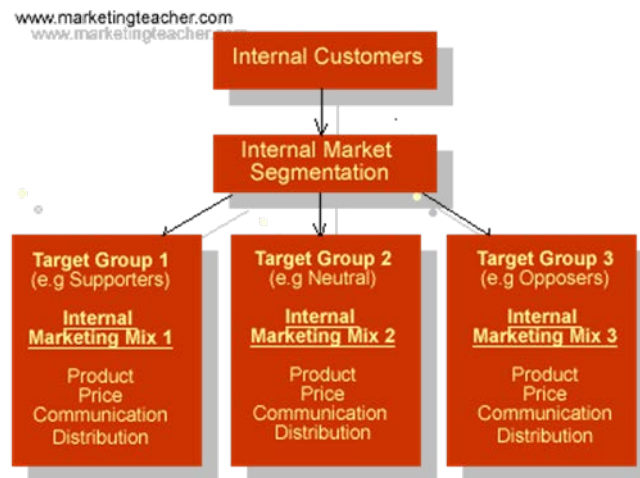 www.marketingteacher.com
www.marketingteacher.com
Internal Customers
Internal Market
Segmentation
Target Group 1
(e.g Supporters)
Internal
Marketing Mix 1
Product
Price
Communication
Distribution
Target Group 2
(e.g Neutral)
Internal
Marketing Mix 2
Product
Price
Communication
Distribution
Target Group 3
(e.g Opposers)
Internal
Marketing Mix 3
Product
Price
Communication
Distribution